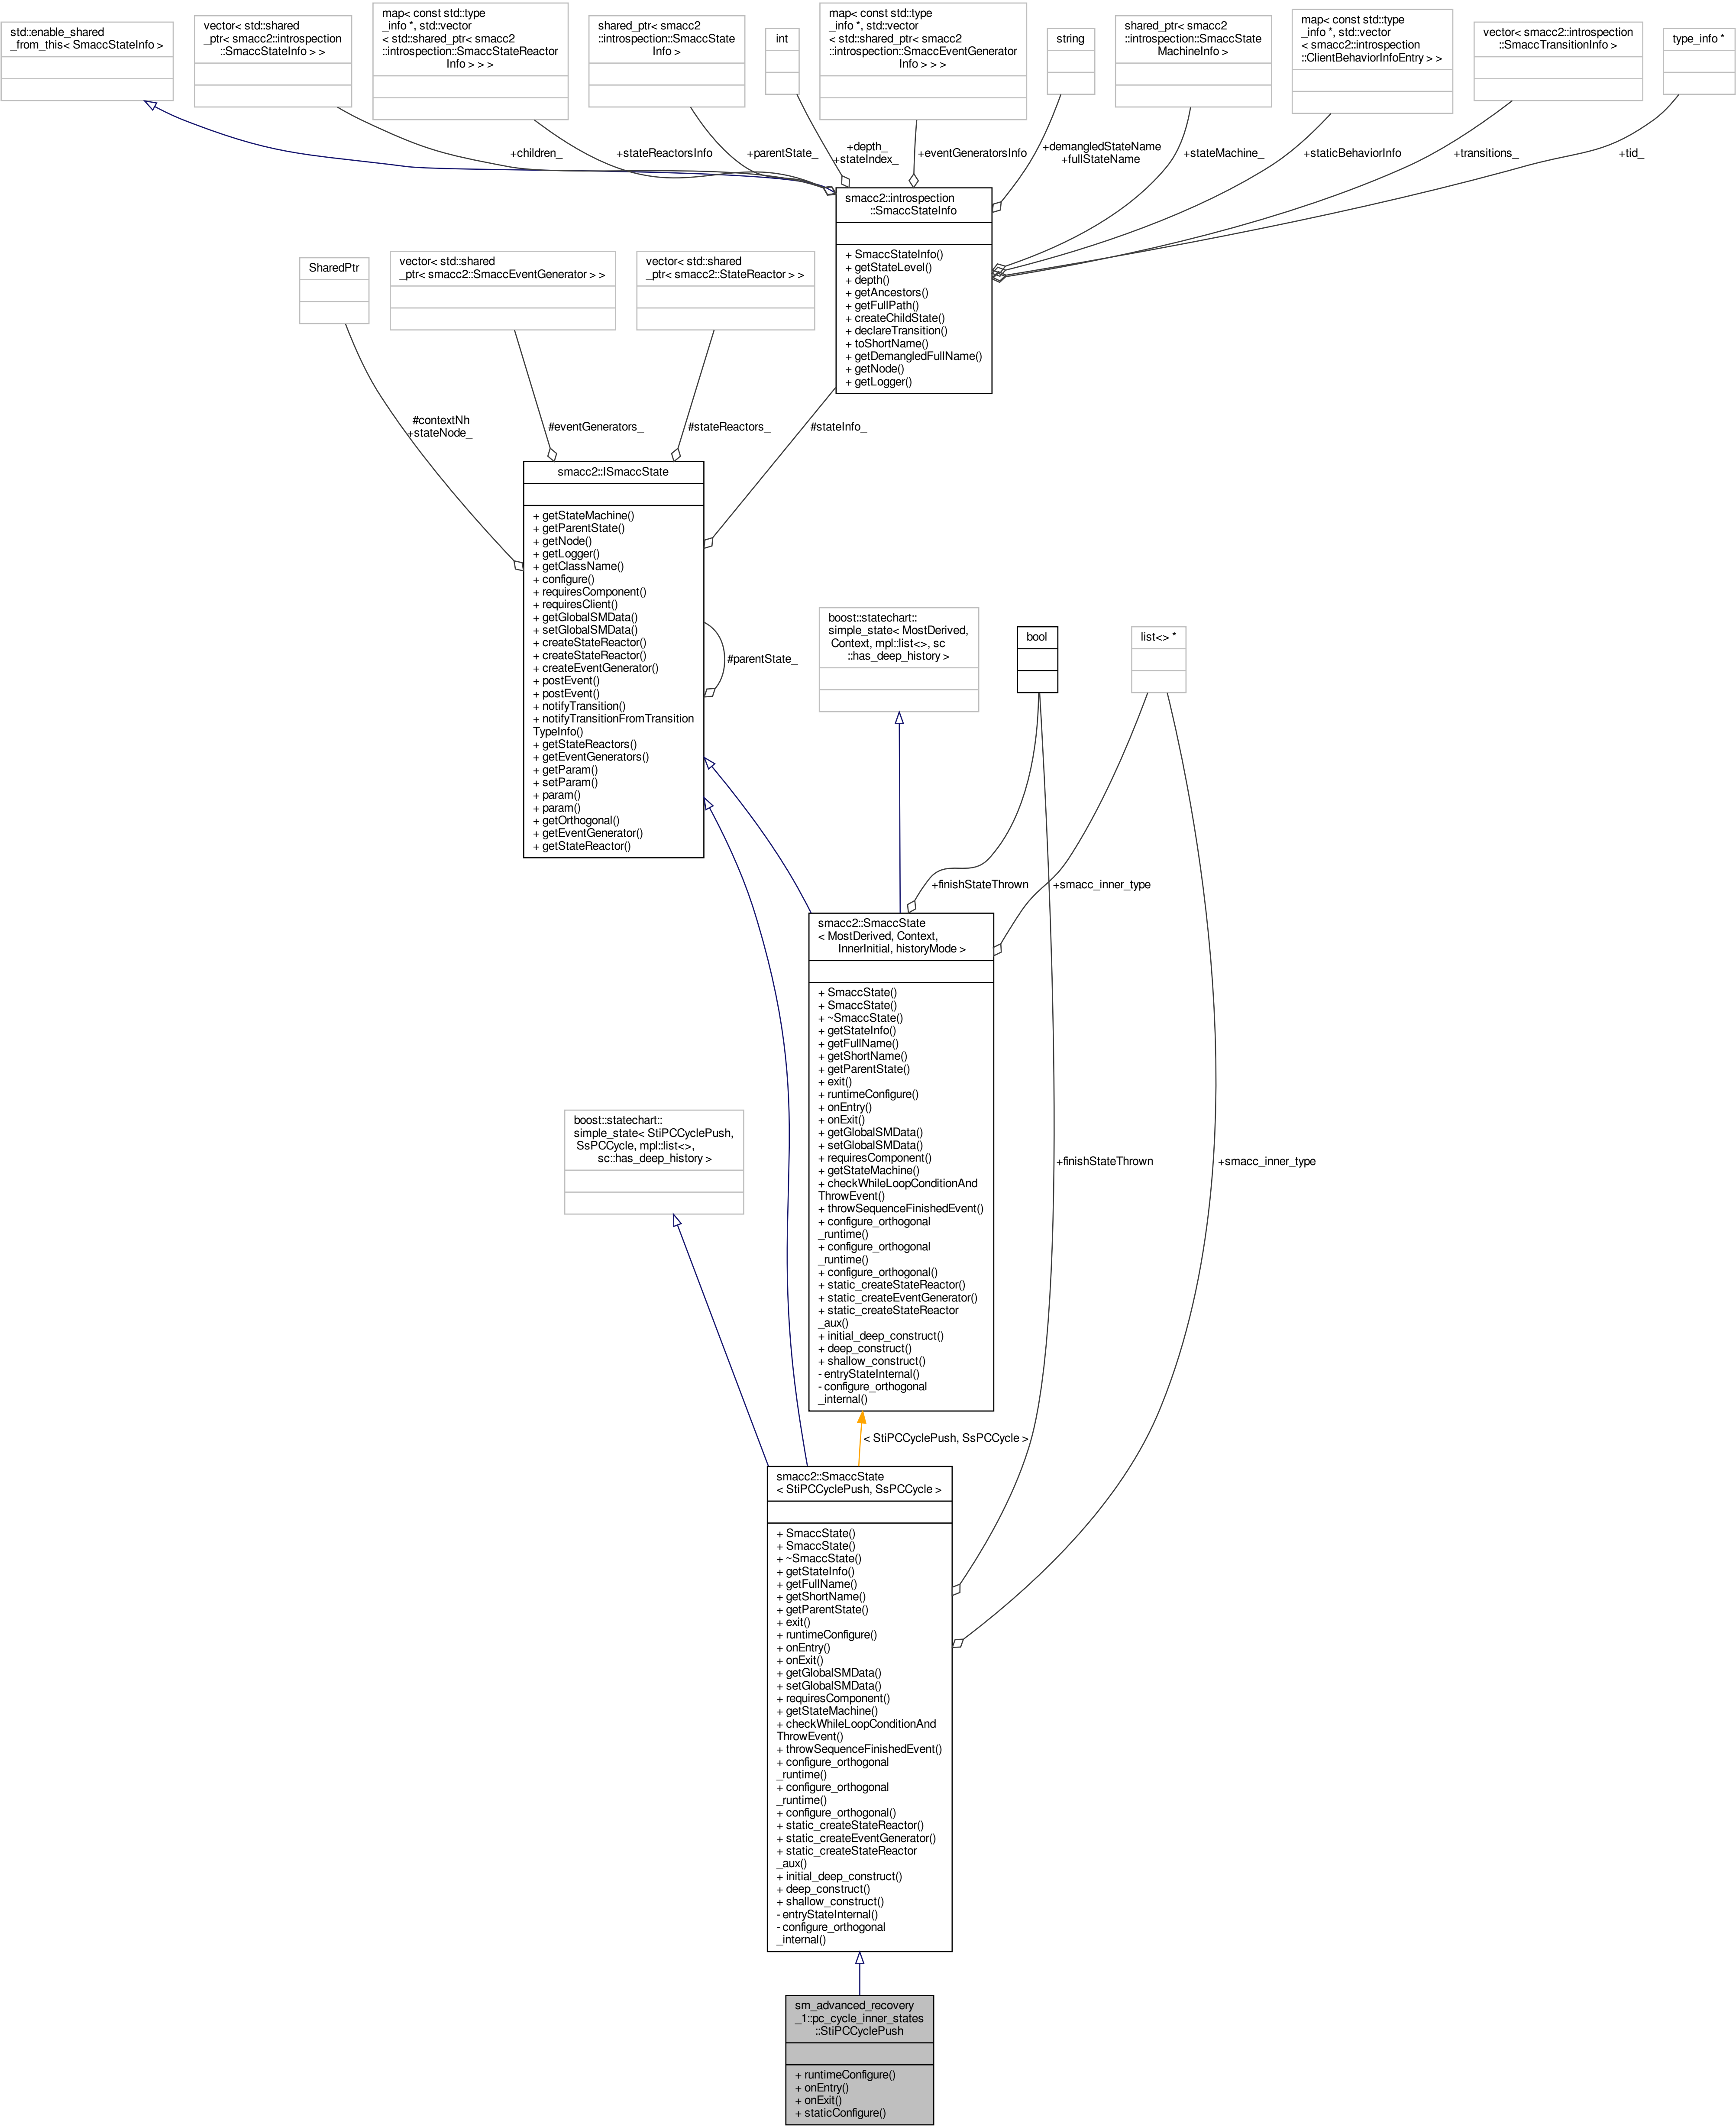 std::enable_shared
_from_this< SmaccStateInfo >
vector< std::shared
_ptr< smacc2::introspection
::SmaccStateInfo > >
map< const std::type
_info *, std::vector
< std::shared_ptr< smacc2
::introspection::SmaccStateReactor
Info > > >
shared_ptr< smacc2
::introspection::SmaccState
Info >
int
map< const std::type
_info *, std::vector
< std::shared_ptr< smacc2
::introspection::SmaccEventGenerator
Info > > >
string
shared_ptr< smacc2
::introspection::SmaccState
MachineInfo >
map< const std::type
_info *, std::vector
< smacc2::introspection
::ClientBehaviorInfoEntry > >
vector< smacc2::introspection
::SmaccTransitionInfo >
type_info *
+children_
+stateReactorsInfo
+parentState_
+depth_
+stateIndex_
+eventGeneratorsInfo
+demangledStateName
+fullStateName
+stateMachine_
+staticBehaviorInfo
+transitions_
+tid_
smacc2::introspection
::SmaccStateInfo
+ SmaccStateInfo()
+ getStateLevel()
+ depth()
+ getAncestors()
+ getFullPath()
+ createChildState()
+ declareTransition()
+ toShortName()
+ getDemangledFullName()
+ getNode()
+ getLogger()
SharedPtr
vector< std::shared
_ptr< smacc2::SmaccEventGenerator > >
vector< std::shared
_ptr< smacc2::StateReactor > >
#contextNh
+stateNode_
#eventGenerators_
#stateReactors_
#stateInfo_
smacc2::ISmaccState
+ getStateMachine()
+ getParentState()
+ getNode()
+ getLogger()
+ getClassName()
+ configure()
+ requiresComponent()
+ requiresClient()
+ getGlobalSMData()
+ setGlobalSMData()
+ createStateReactor()
+ createStateReactor()
+ createEventGenerator()
+ postEvent()
+ postEvent()
+ notifyTransition()
+ notifyTransitionFromTransition
TypeInfo()
+ getStateReactors()
+ getEventGenerators()
+ getParam()
+ setParam()
+ param()
+ param()
+ getOrthogonal()
+ getEventGenerator()
+ getStateReactor()
#parentState_
boost::statechart::
simple_state< MostDerived,
Context, mpl::list<>, sc
::has_deep_history >
bool
list<> *
+finishStateThrown
+smacc_inner_type
smacc2::SmaccState
< MostDerived, Context,
InnerInitial, historyMode >
+ SmaccState()
+ SmaccState()
+ ~SmaccState()
+ getStateInfo()
+ getFullName()
+ getShortName()
+ getParentState()
+ exit()
+ runtimeConfigure()
+ onEntry()
+ onExit()
+ getGlobalSMData()
+ setGlobalSMData()
+ requiresComponent()
+ getStateMachine()
+ checkWhileLoopConditionAnd
ThrowEvent()
+ throwSequenceFinishedEvent()
+ configure_orthogonal
_runtime()
+ configure_orthogonal
_runtime()
+ configure_orthogonal()
+ static_createStateReactor()
+ static_createEventGenerator()
+ static_createStateReactor
_aux()
+ initial_deep_construct()
+ deep_construct()
+ shallow_construct()
- entryStateInternal()
- configure_orthogonal
_internal()
boost::statechart::
simple_state< StiPCCyclePush,
SsPCCycle, mpl::list<>,
sc::has_deep_history >
+finishStateThrown
+smacc_inner_type
< StiPCCyclePush, SsPCCycle >
smacc2::SmaccState
< StiPCCyclePush, SsPCCycle >
+ SmaccState()
+ SmaccState()
+ ~SmaccState()
+ getStateInfo()
+ getFullName()
+ getShortName()
+ getParentState()
+ exit()
+ runtimeConfigure()
+ onEntry()
+ onExit()
+ getGlobalSMData()
+ setGlobalSMData()
+ requiresComponent()
+ getStateMachine()
+ checkWhileLoopConditionAnd
ThrowEvent()
+ throwSequenceFinishedEvent()
+ configure_orthogonal
_runtime()
+ configure_orthogonal
_runtime()
+ configure_orthogonal()
+ static_createStateReactor()
+ static_createEventGenerator()
+ static_createStateReactor
_aux()
+ initial_deep_construct()
+ deep_construct()
+ shallow_construct()
- entryStateInternal()
- configure_orthogonal
_internal()
sm_advanced_recovery
_1::pc_cycle_inner_states
::StiPCCyclePush
+ runtimeConfigure()
+ onEntry()
+ onExit()
+ staticConfigure()